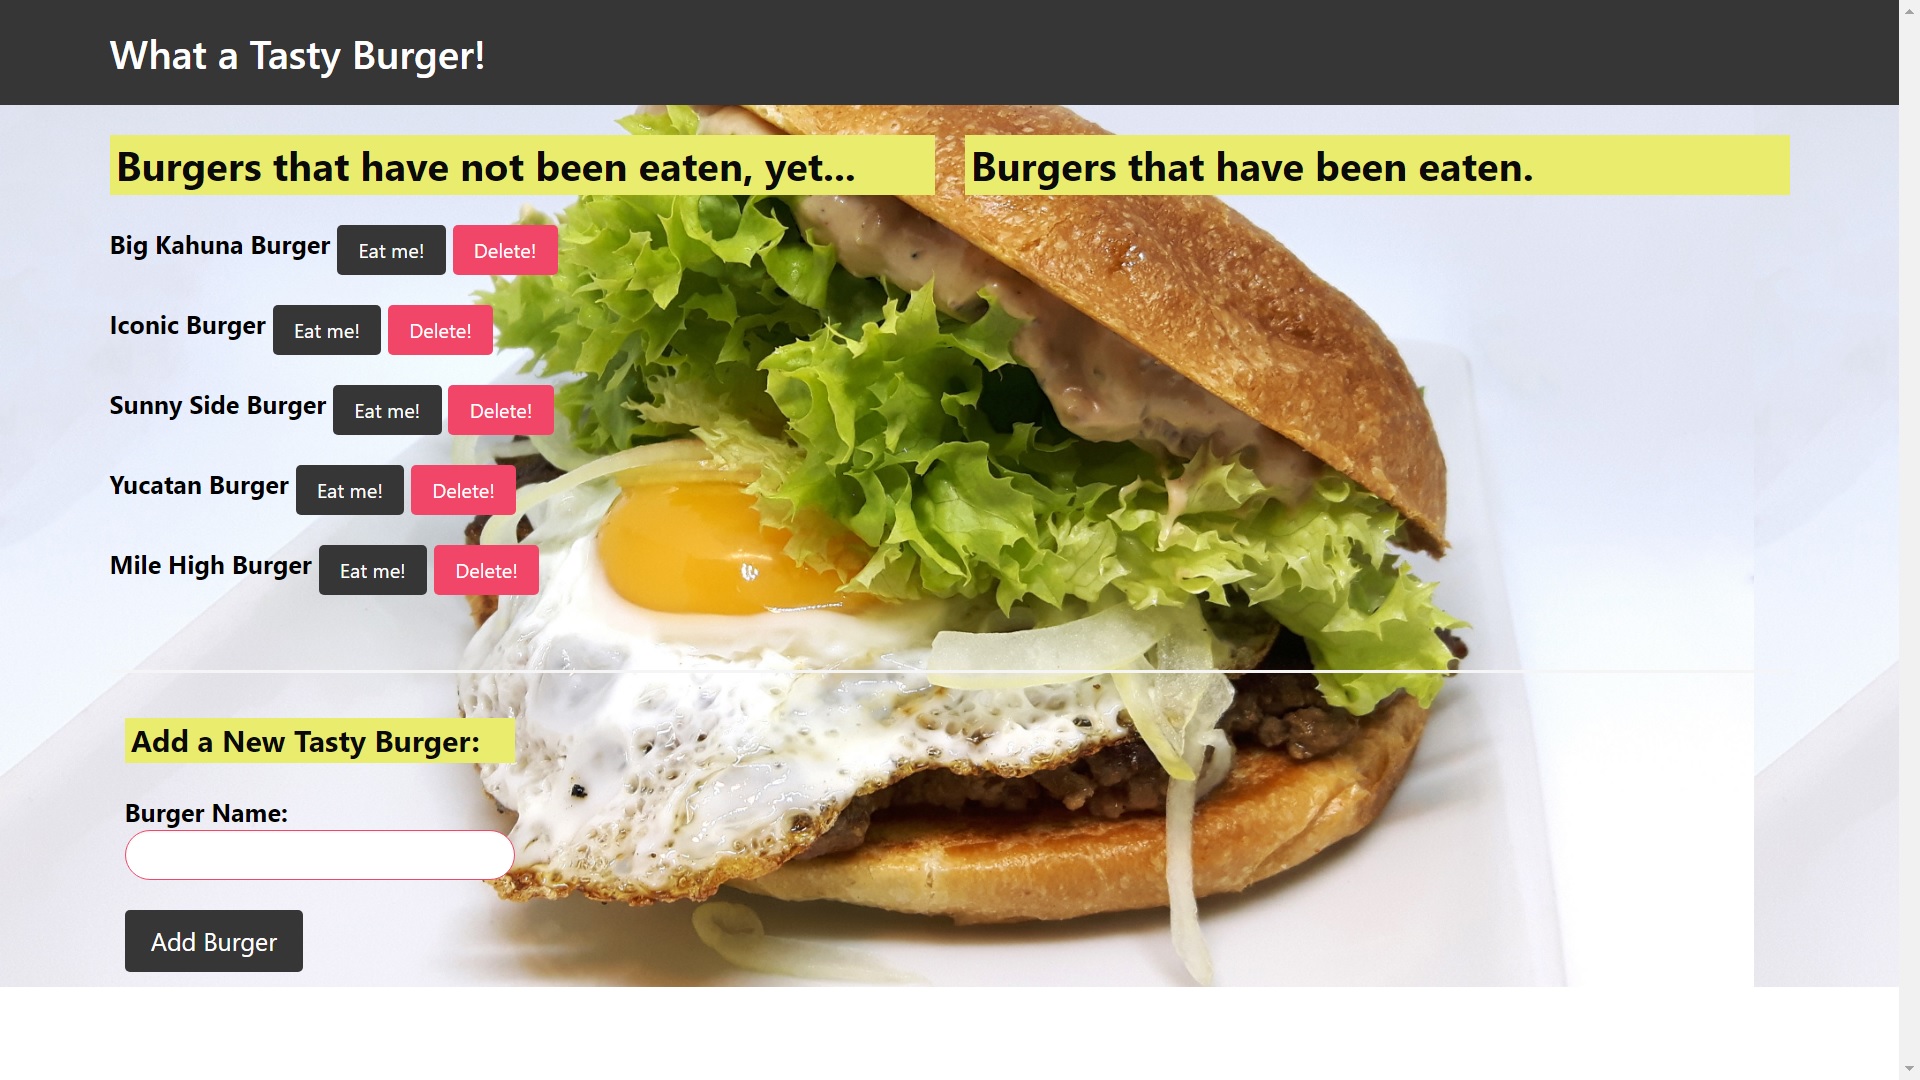 What a Tasty Burger!
Burgers that have not been eaten, yet...
Burgers that have been eaten.
Big Kahuna Burger Eat me! Delete!
Iconic Burger Eat me! Delete!
Sunny Side Burger Eat me! Delete!
Yucatan Burger Eat me! Delete!
Mile High Burger Eat me! Delete!
Add a New Tasty Burger:
Burger Name:
Add Burger